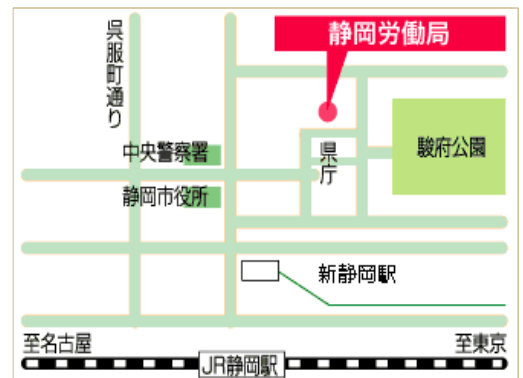 静岡労働局
呉服町通り
中央警察署
県庁
駿府公園
静岡市役所
新静岡駅
至名古屋
至東京
JR静岡駅